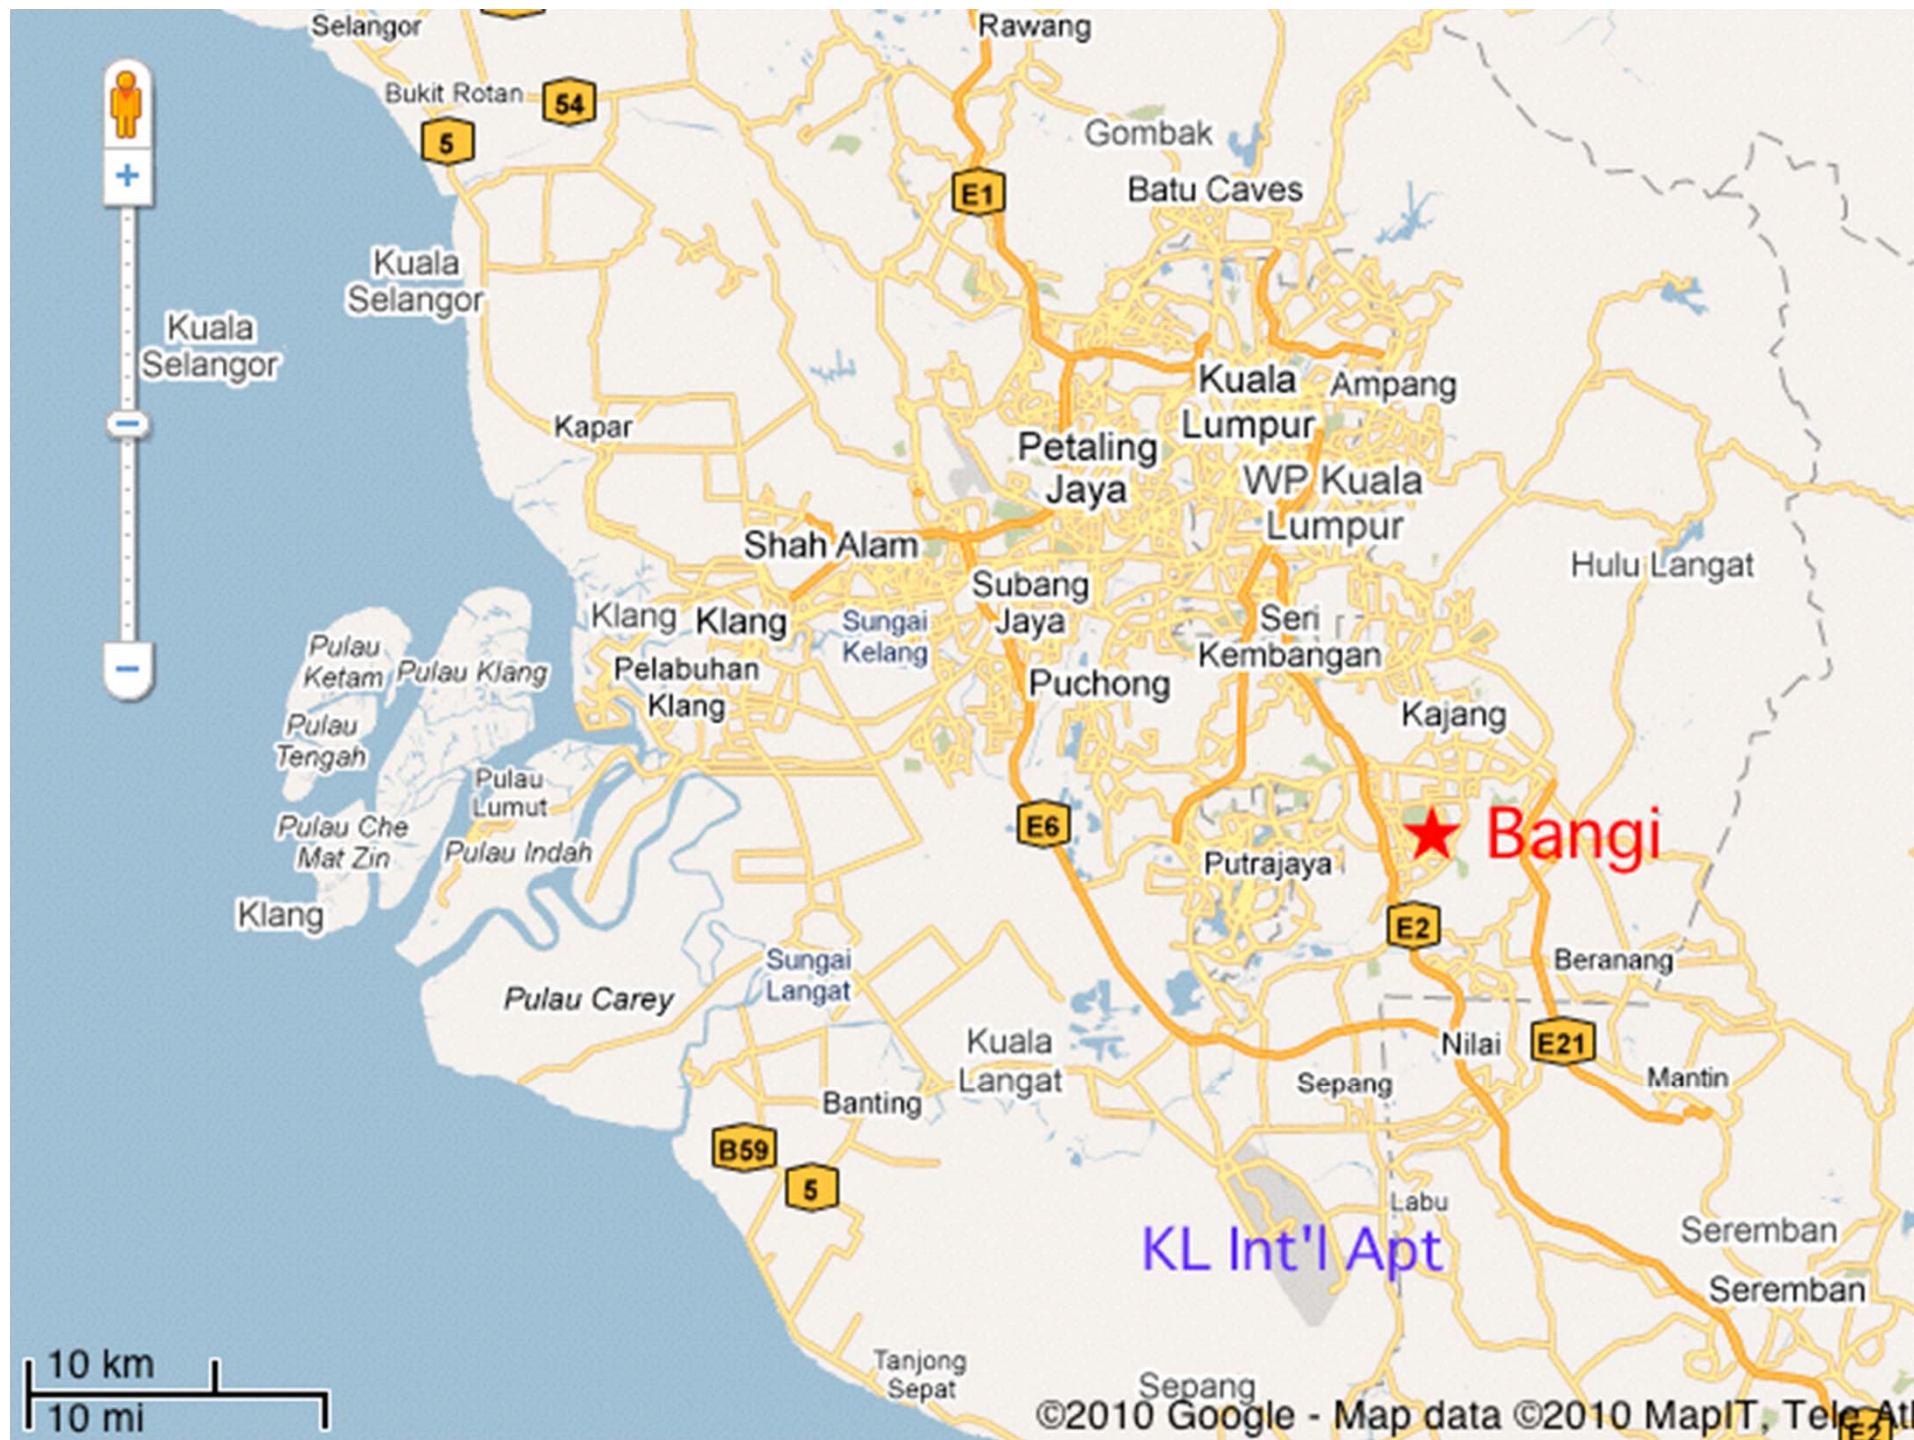 Selangor
Rawang
Bukit Rotan
54
5
Gombak
E1
Batu Caves
Kuala
Selangor
Kuala
Selangor
Kuala
Lumpur
Ampang
Kapar
Petaling
Jaya
WP Kuala
Lumpur
Shah Alam
Hulu Langat
Subang
Jaya
Klang
Klang
Sungai
Kelang
Seri
Kembangan
Pulau
Ketam
Pulau Klang
Pelabuhan
Klang
Puchong
Kajang
Pulau
Tengah
Pulau
Lumut
Pulau Che
Mat Zin
Pulau Indah
E6
Bangi
Putrajaya
Klang
E2
Sungai
Langat
Beranang
Pulau Carey
Kuala
Langat
Nilai
E21
Sepang
Mantin
Banting
B59
5
Labu
KL Int'l Apt
Seremban
Seremban
10 km
10 mi
Tanjong
Sepat
Sepang
©2010 Google - Map data ©2010 MapIT, Tele Atl
E2